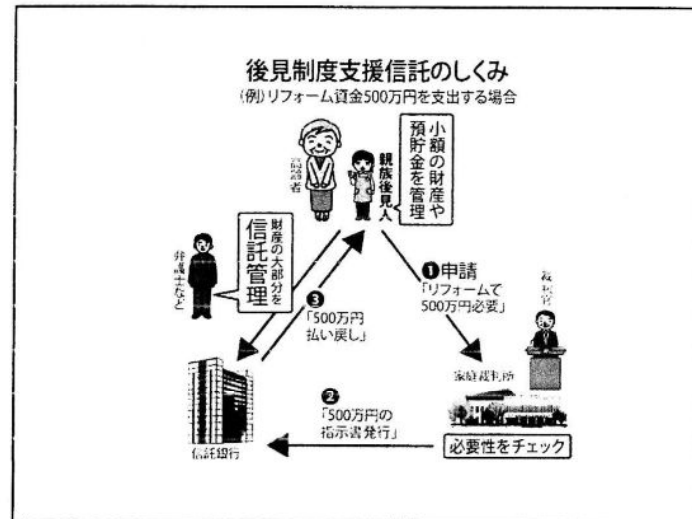 後見制度支援信託のしくみ
(例)リフォーム資金500万円を支出する場合
小額の財産や
預貯金を管理
高齢者
親族後見人
財産の大部分を
信託管理
弁護士など
❶申請
「リフォームで
500万円必要」
裁判官
❸
「500万円
払い戻し」
家庭裁判所
❷
「500万円の
指示書発行」
信託銀行
必要性をチェック